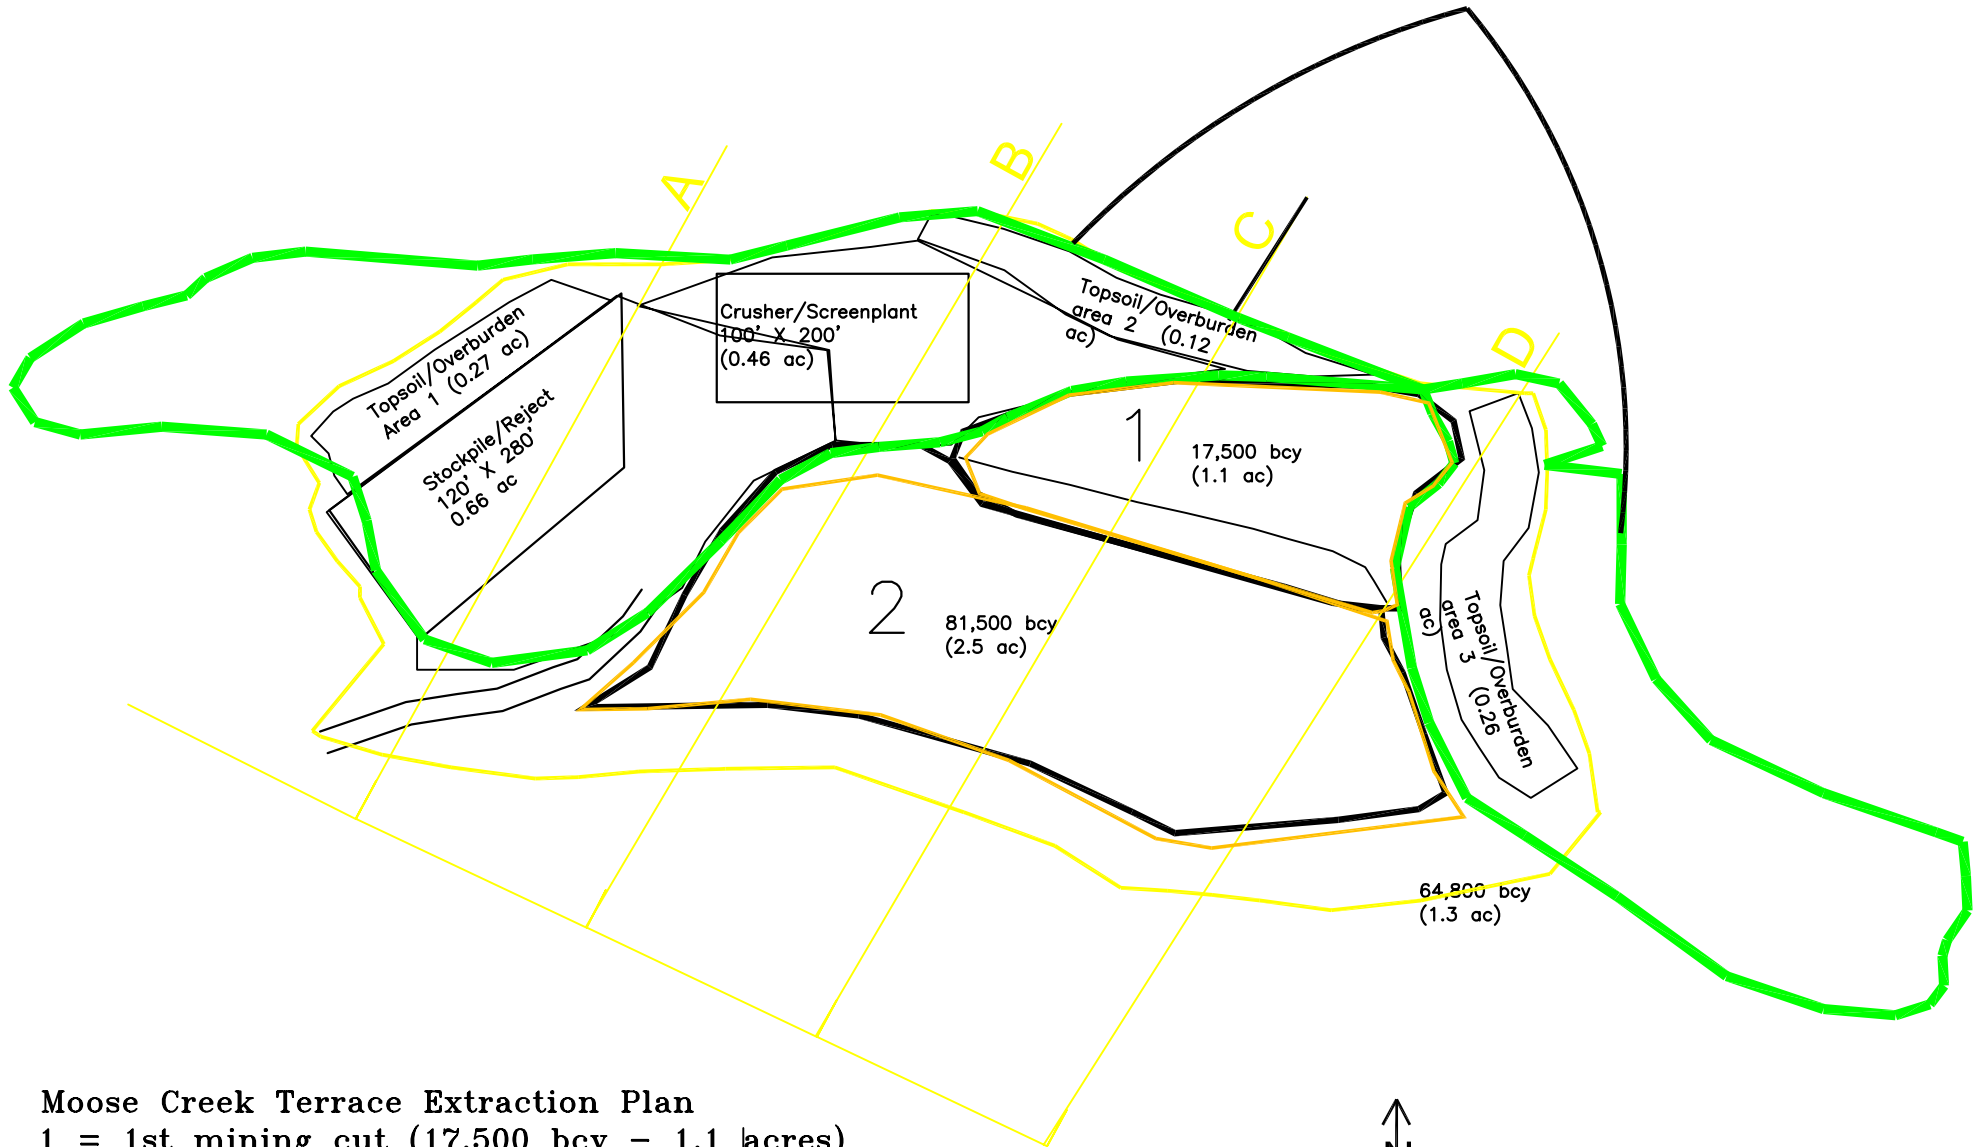 A
B
C
D
Topsoil/Overburden
Area 1 (0.27 ac)
Stockpile/Reject
120' X 280'
0.66 ac
Crusher/Screenplant
100' X 200'
(0.46 ac)
Topsoil/Overburden
area 2 (0.12
ac)
1
17,500 bcy
(1.1 ac)
2
81,500 bcy
(2.5 ac)
Topsoil/Overburden
area 3 (0.26
ac)
64,800 bcy
(1.3 ac)
Moose Creek Terrace Extraction Plan
1 = 1st mining cut (17,500 bcy - 1.1 acres)
N